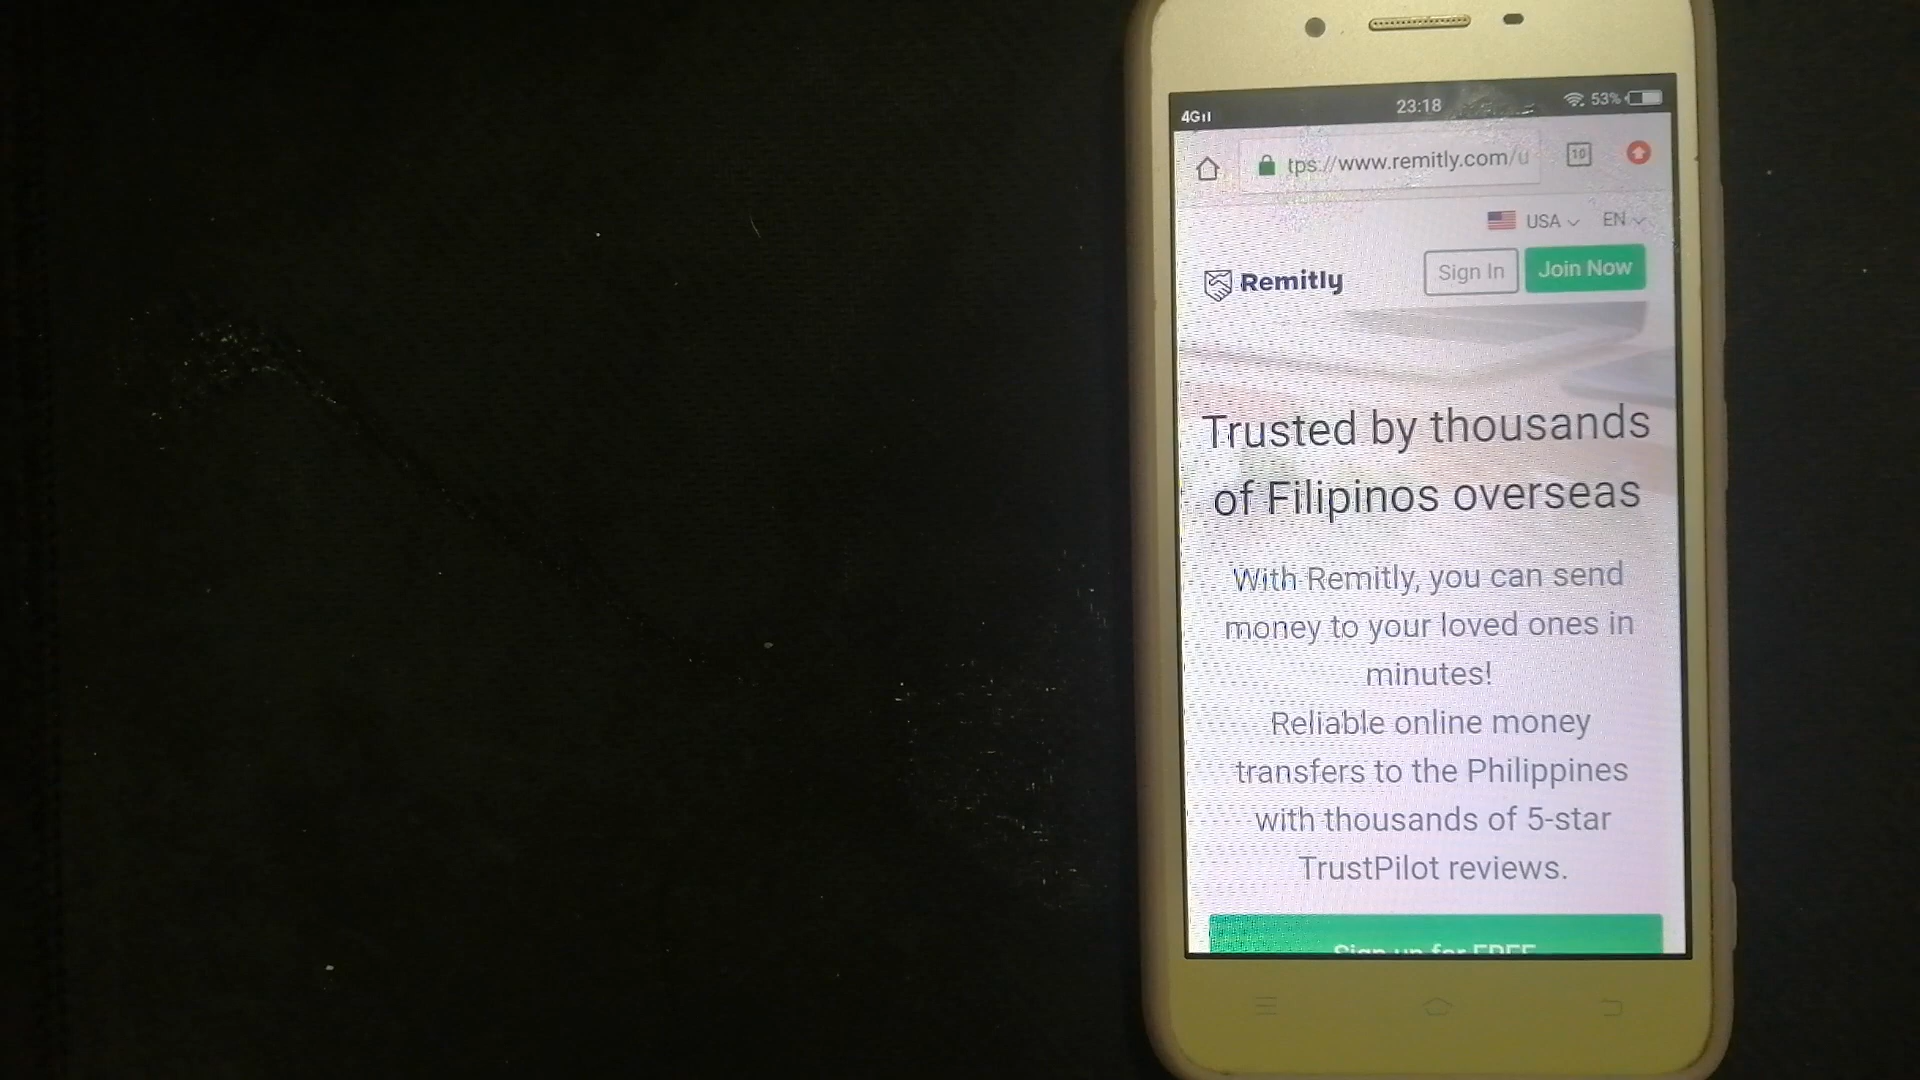 4G
23:18
53%
tps://www.remitly.com/u
10
USA
EN
Remitly
Sign In
Join Now
Trusted by thousands
of Filipinos overseas
With Remitly, you can send
money to your loved ones in
minutes!
Reliable online money
transfers to the Philippines
with thousands of 5-star
TrustPilot reviews.
Sign up for FREE